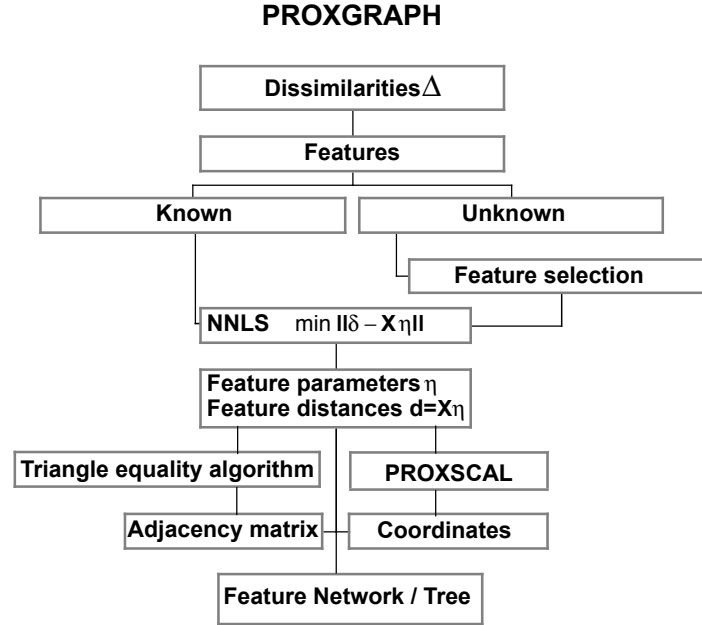 PROXGRAPH
Dissimilarities Δ
Features
Known
Unknown
Feature selection
NNLS min ||δ – X η||
Feature parameters η
Feature distances d=Xη
Triangle equality algorithm
PROXSCAL
Adjacency matrix
Coordinates
Feature Network / Tree